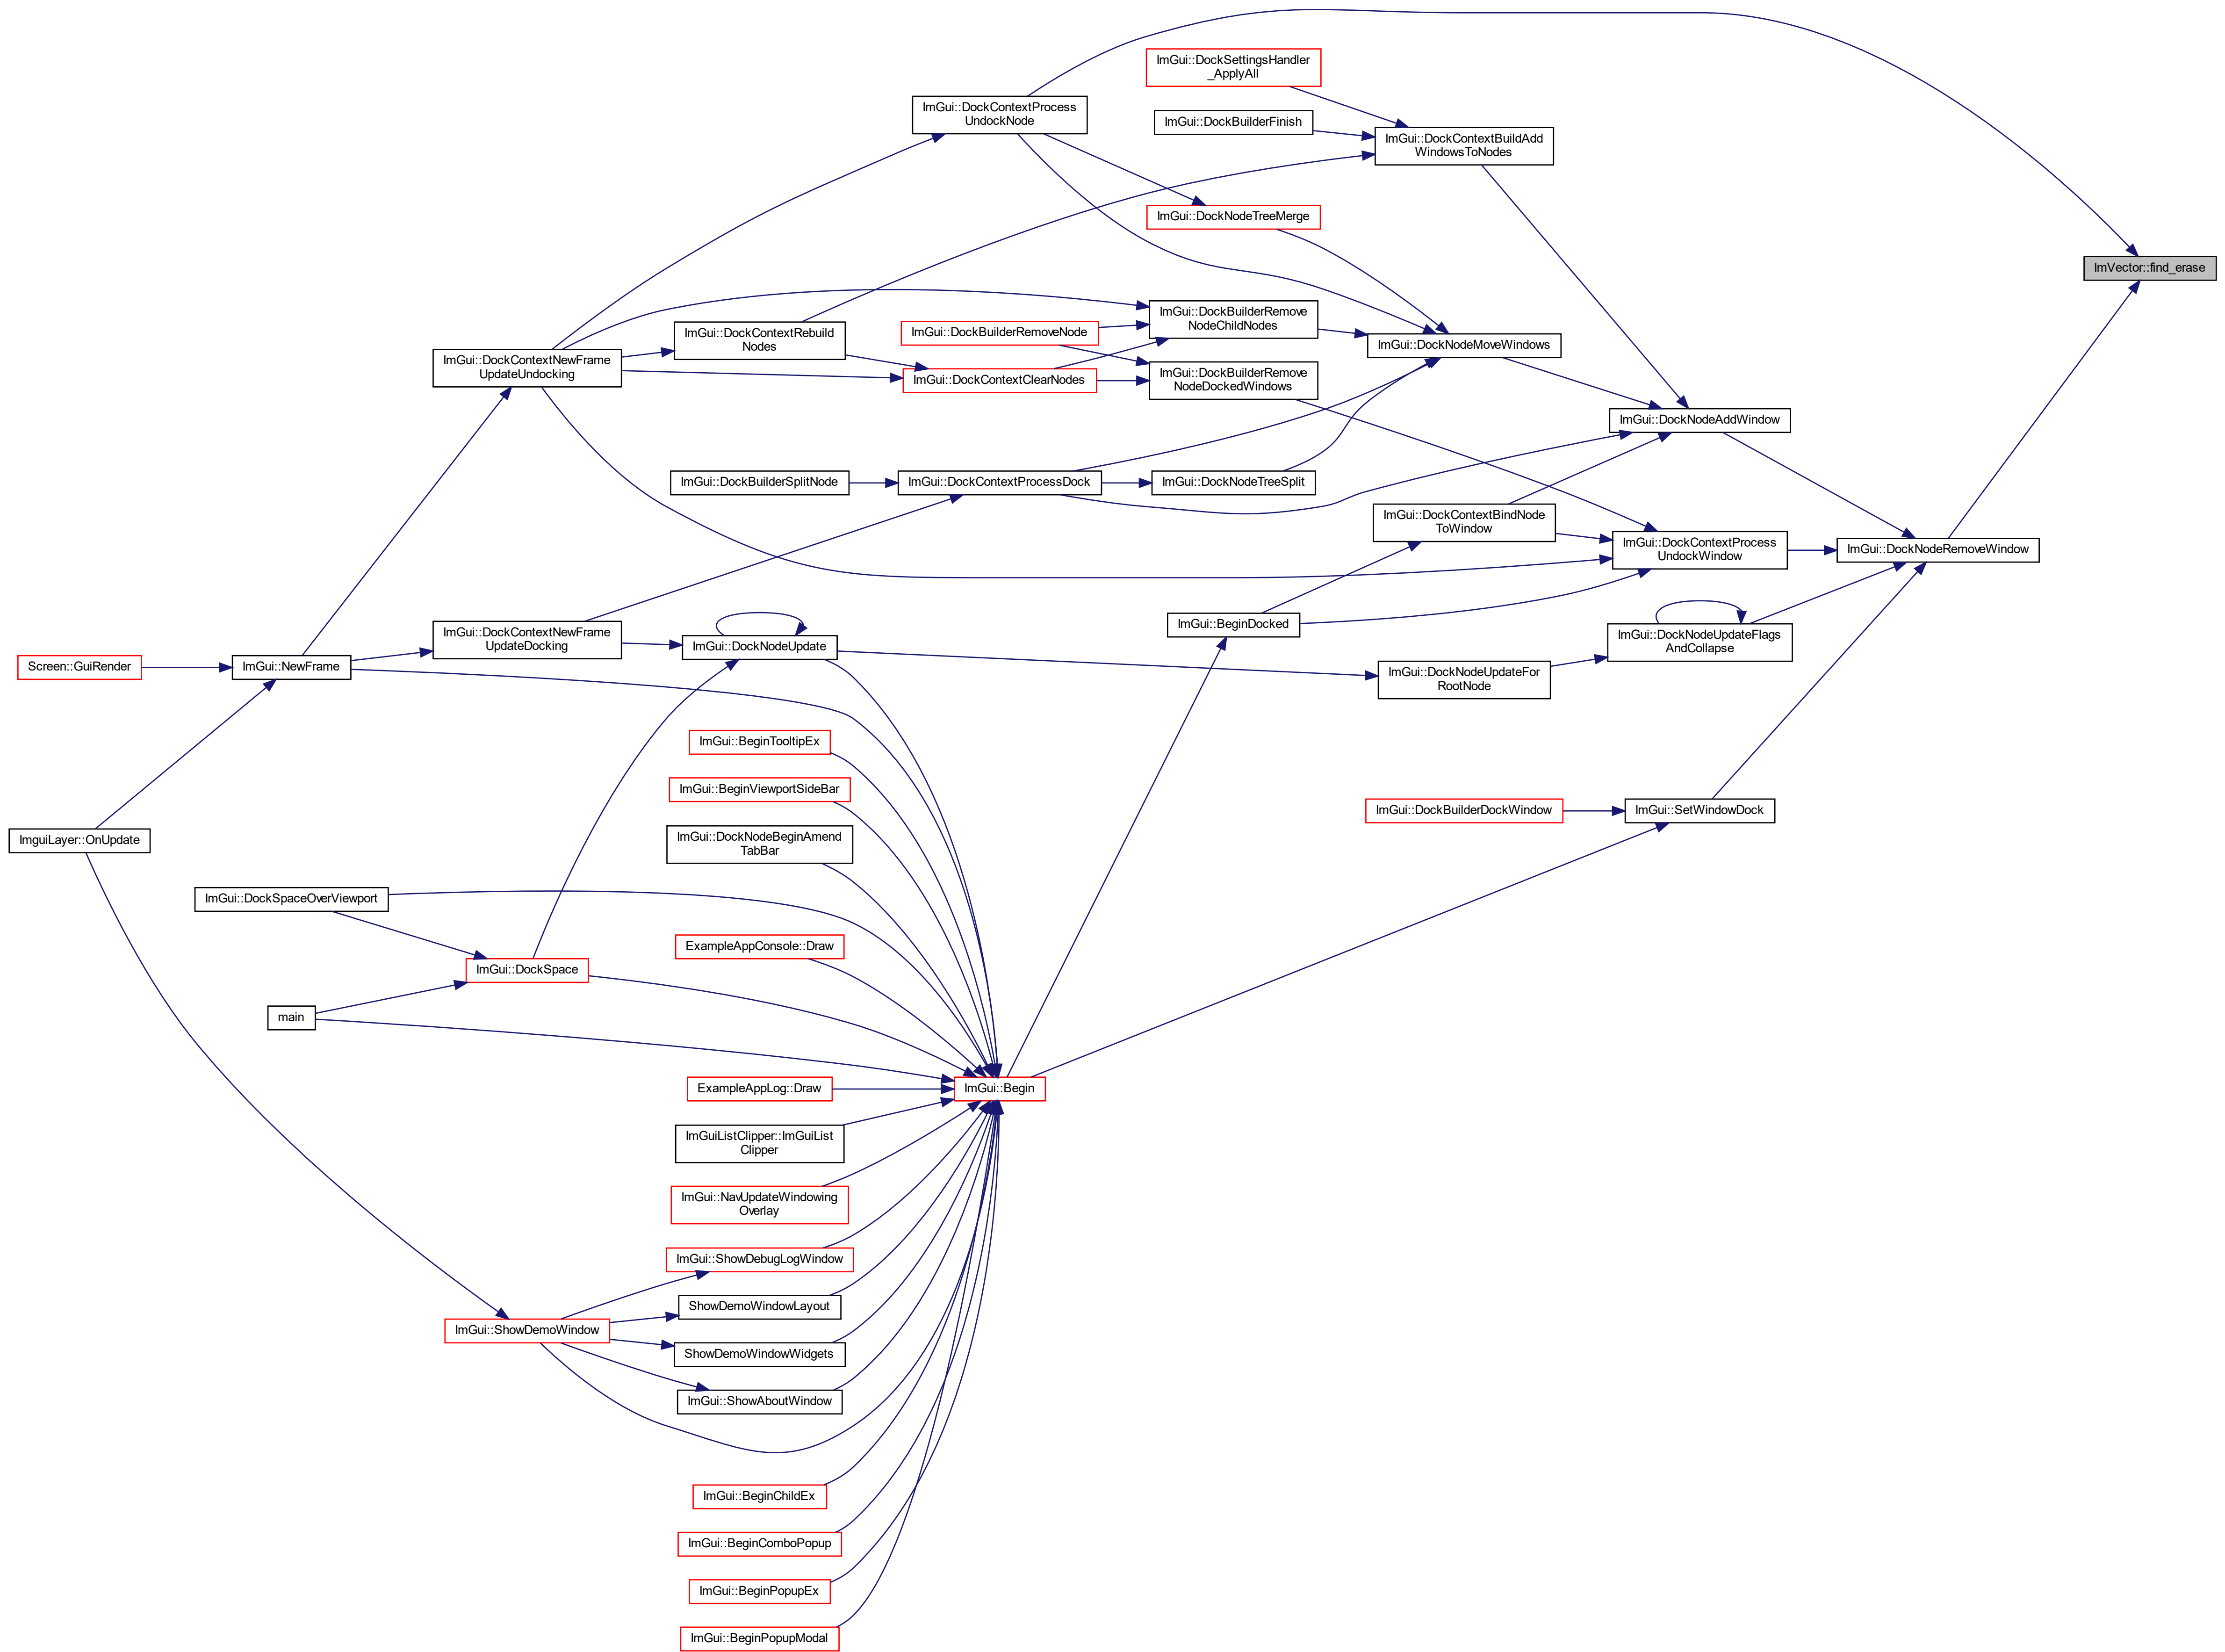 ImGui::DockSettingsHandler
_ApplyAll
ImGui::DockContextProcess
UndockNode
ImGui::DockBuilderFinish
ImGui::DockContextBuildAdd
WindowsToNodes
ImGui::DockNodeTreeMerge
ImVector::find_erase
ImGui::DockBuilderRemove
NodeChildNodes
ImGui::DockContextRebuild
Nodes
ImGui::DockBuilderRemoveNode
ImGui::DockNodeMoveWindows
ImGui::DockContextNewFrame
UpdateUndocking
ImGui::DockContextClearNodes
ImGui::DockBuilderRemove
NodeDockedWindows
ImGui::DockNodeAddWindow
ImGui::DockBuilderSplitNode
ImGui::DockContextProcessDock
ImGui::DockNodeTreeSplit
ImGui::DockContextBindNode
ToWindow
ImGui::DockContextProcess
UndockWindow
ImGui::DockNodeRemoveWindow
ImGui::BeginDocked
ImGui::DockContextNewFrame
UpdateDocking
ImGui::DockNodeUpdate
ImGui::DockNodeUpdateFlags
AndCollapse
Screen::GuiRender
ImGui::NewFrame
ImGui::DockNodeUpdateFor
RootNode
ImGui::BeginTooltipEx
ImGui::BeginViewportSideBar
ImGui::DockBuilderDockWindow
ImGui::SetWindowDock
ImguiLayer::OnUpdate
ImGui::DockNodeBeginAmend
TabBar
ImGui::DockSpaceOverViewport
ExampleAppConsole::Draw
ImGui::DockSpace
main
ExampleAppLog::Draw
ImGui::Begin
ImGuiListClipper::ImGuiList
Clipper
ImGui::NavUpdateWindowing
Overlay
ImGui::ShowDebugLogWindow
ShowDemoWindowLayout
ImGui::ShowDemoWindow
ShowDemoWindowWidgets
ImGui::ShowAboutWindow
ImGui::BeginChildEx
ImGui::BeginComboPopup
ImGui::BeginPopupEx
ImGui::BeginPopupModal